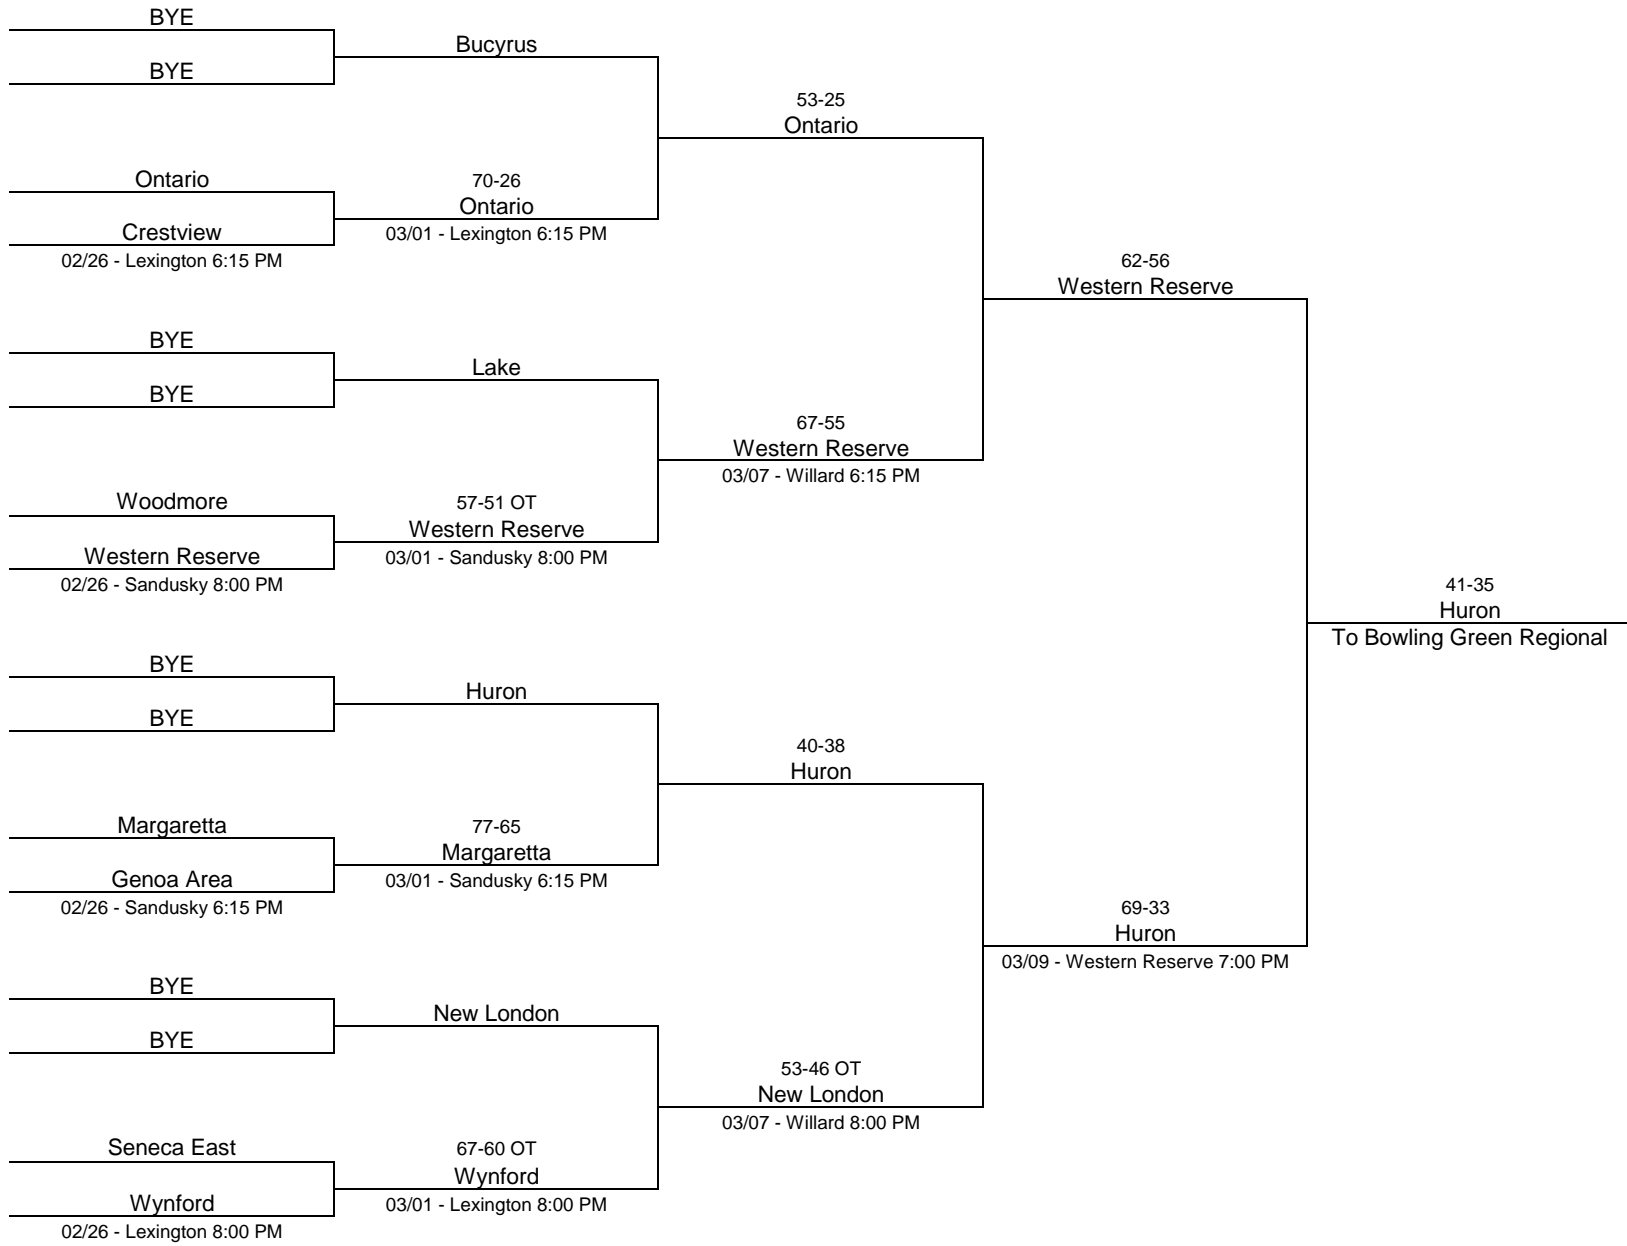 BYE
BYE
Bucyrus
53-25
Ontario
Ontario
Crestview
02/26 - Lexington 6:15 PM
70-26
Ontario
03/01 - Lexington 6:15 PM
62-56
Western Reserve
BYE
BYE
Lake
67-55
Western Reserve
03/07 - Willard 6:15 PM
Woodmore
Western Reserve
02/26 - Sandusky 8:00 PM
57-51 OT
Western Reserve
03/01 - Sandusky 8:00 PM
41-35
Huron
To Bowling Green Regional
BYE
BYE
Huron
40-38
Huron
Margaretta
Genoa Area
02/26 - Sandusky 6:15 PM
77-65
Margaretta
03/01 - Sandusky 6:15 PM
69-33
Huron
03/09 - Western Reserve 7:00 PM
BYE
BYE
New London
53-46 OT
New London
03/07 - Willard 8:00 PM
Seneca East
Wynford
02/26 - Lexington 8:00 PM
67-60 OT
Wynford
03/01 - Lexington 8:00 PM